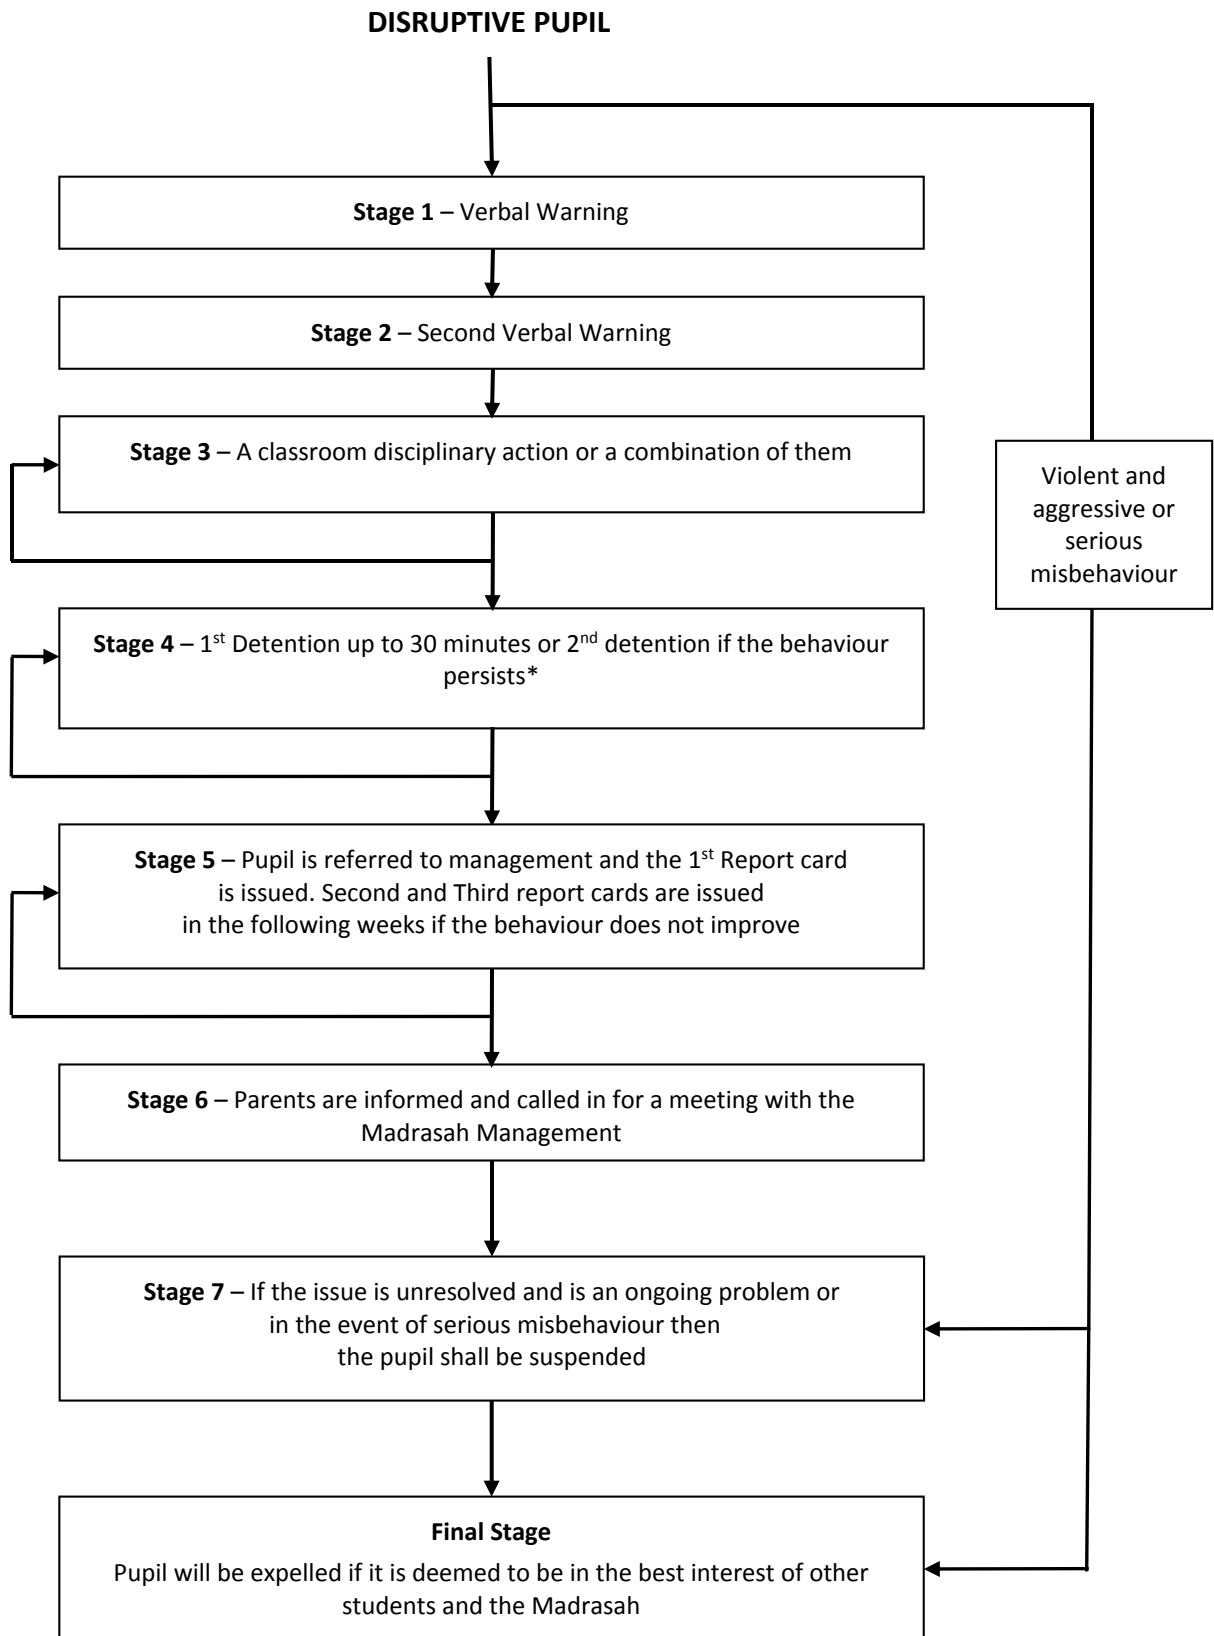 DISRUPTIVE PUPIL
Stage 1 – Verbal Warning
Stage 2 – Second Verbal Warning
Stage 3 – A classroom disciplinary action or a combination of them
Violent and
aggressive or
serious
misbehaviour
Stage 4 – 1st Detention up to 30 minutes or 2nd detention if the behaviour
persists*
Stage 5 – Pupil is referred to management and the 1st Report card
is issued. Second and Third report cards are issued
in the following weeks if the behaviour does not improve
Stage 6 – Parents are informed and called in for a meeting with the
Madrasah Management
Stage 7 – If the issue is unresolved and is an ongoing problem or
in the event of serious misbehaviour then
the pupil shall be suspended
Final Stage
Pupil will be expelled if it is deemed to be in the best interest of other
students and the Madrasah